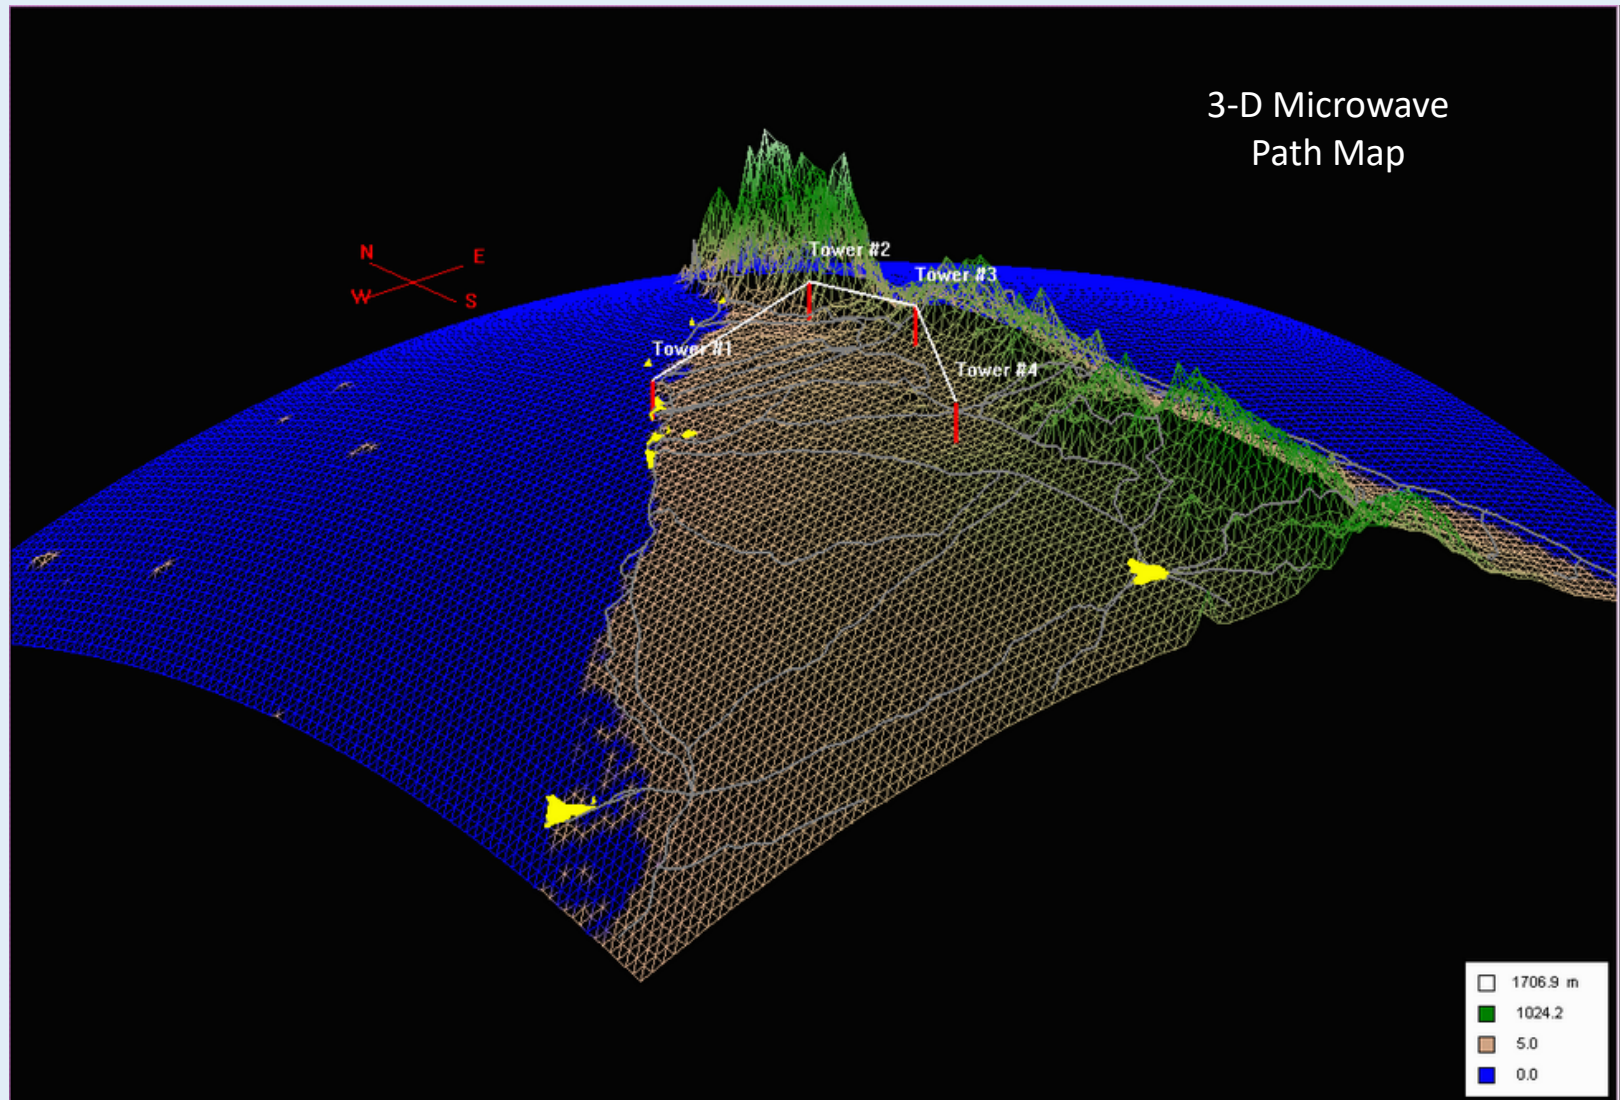 3-D Microwave
Path Map
N
E
W
S
Tower #2
Tower #3
Tower #1
Tower #4
1706.9 m
1024.2
5.0
0.0